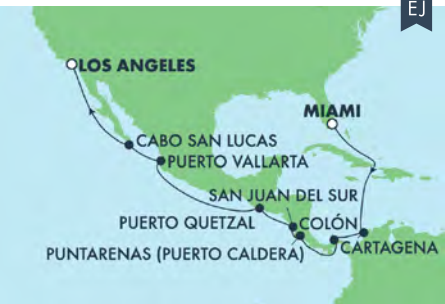 EJ
LOS ANGELES
MIAMI
CABO SAN LUCAS
PUERTO VALLARTA
SAN JUAN DEL SUR
PUERTO QUETZAL
COLÓN
PUNTARENAS (PUERTO CALDERA)
CARTAGENA